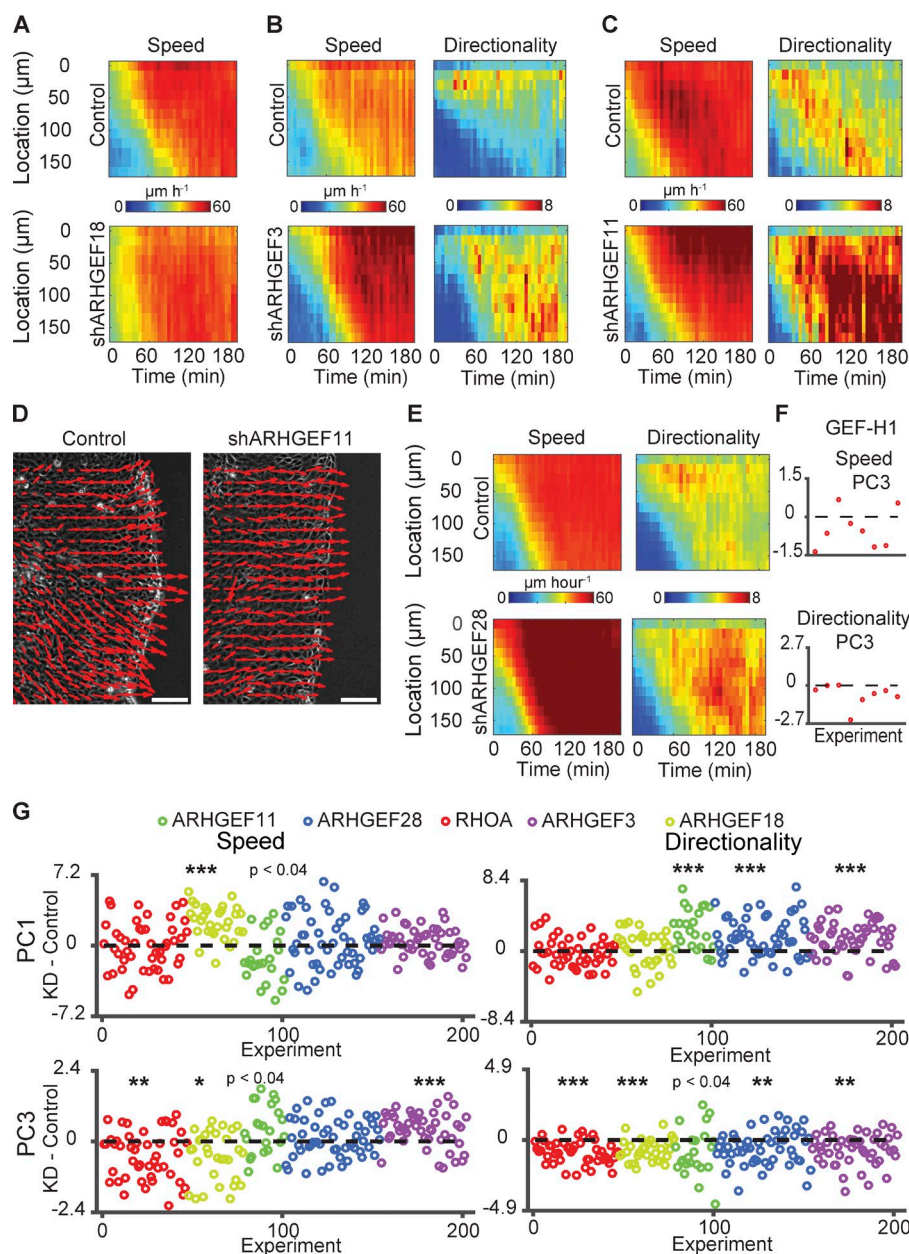 A B C
Speed Speed Directionality Speed Directionality
Location (µm) 0 50 100 150 Control Control Control
µm h⁻¹ µm h⁻¹
0 60 0 8 0 60 0 8
Location (µm) 0 50 100 150 shARHGEF18 shARHGEF3 shARHGEF11
0 60 120 180 0 60 120 180 0 60 120 180 0 60 120 180 0 60 120 180
Time (min) Time (min) Time (min) Time (min) Time (min)
D E F
Control shARHGEF11
Speed Directionality
Location (µm) 0 50 100 150 Control
µm hour⁻¹
0 60 0 8
Location (µm) 0 50 100 150 shARHGEF28
0 60 120 180 0 60 120 180
Time (min) Time (min)
GEF-H1
Speed
PC3
1.5
0
-1.5
Directionality
PC3
2.7
0
-2.7
Experiment
G
ARHGEF11 ARHGEF28 RHOA ARHGEF3 ARHGEF18
Speed Directionality
PC1
KD - Control
7.2 *** p < 0.04
0
-7.2
0 100 200
Experiment
8.4 *** *** ***
0
-8.4
0 100 200
Experiment
PC3
KD - Control
2.4 ** * p < 0.04 ***
0
-2.4
0 100 200
Experiment
4.9 *** *** p < 0.04 ** **
0
-4.9
0 100 200
Experiment